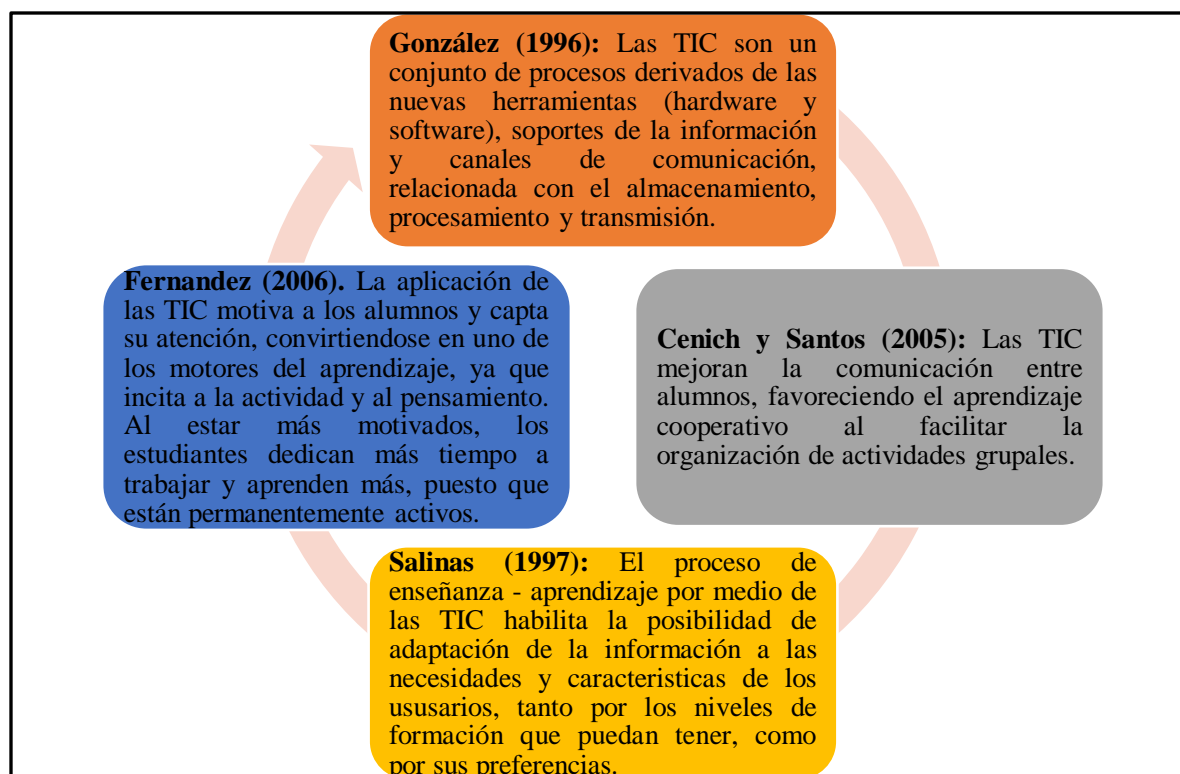 González (1996): Las TIC son un
conjunto de procesos derivados de las
nuevas herramientas (hardware y
software), soportes de la información
y canales de comunicación,
relacionada con el almacenamiento,
procesamiento y transmisión.
Fernandez (2006). La aplicación de
las TIC motiva a los alumnos y capta
su atención, convirtiendose en uno de
los motores del aprendizaje, ya que
incita a la actividad y al pensamiento.
Al estar más motivados, los
estudiantes dedican más tiempo a
trabajar y aprenden más, puesto que
están permanentemente activos.
Cenich y Santos (2005): Las TIC
mejoran la comunicación entre
alumnos, favoreciendo el aprendizaje
cooperativo al facilitar la
organización de actividades grupales.
Salinas (1997): El proceso de
enseñanza - aprendizaje por medio de
las TIC habilita la posibilidad de
adaptación de la información a las
necesidades y caracteristicas de los
ususarios, tanto por los niveles de
formación que puedan tener, como
por sus preferencias.